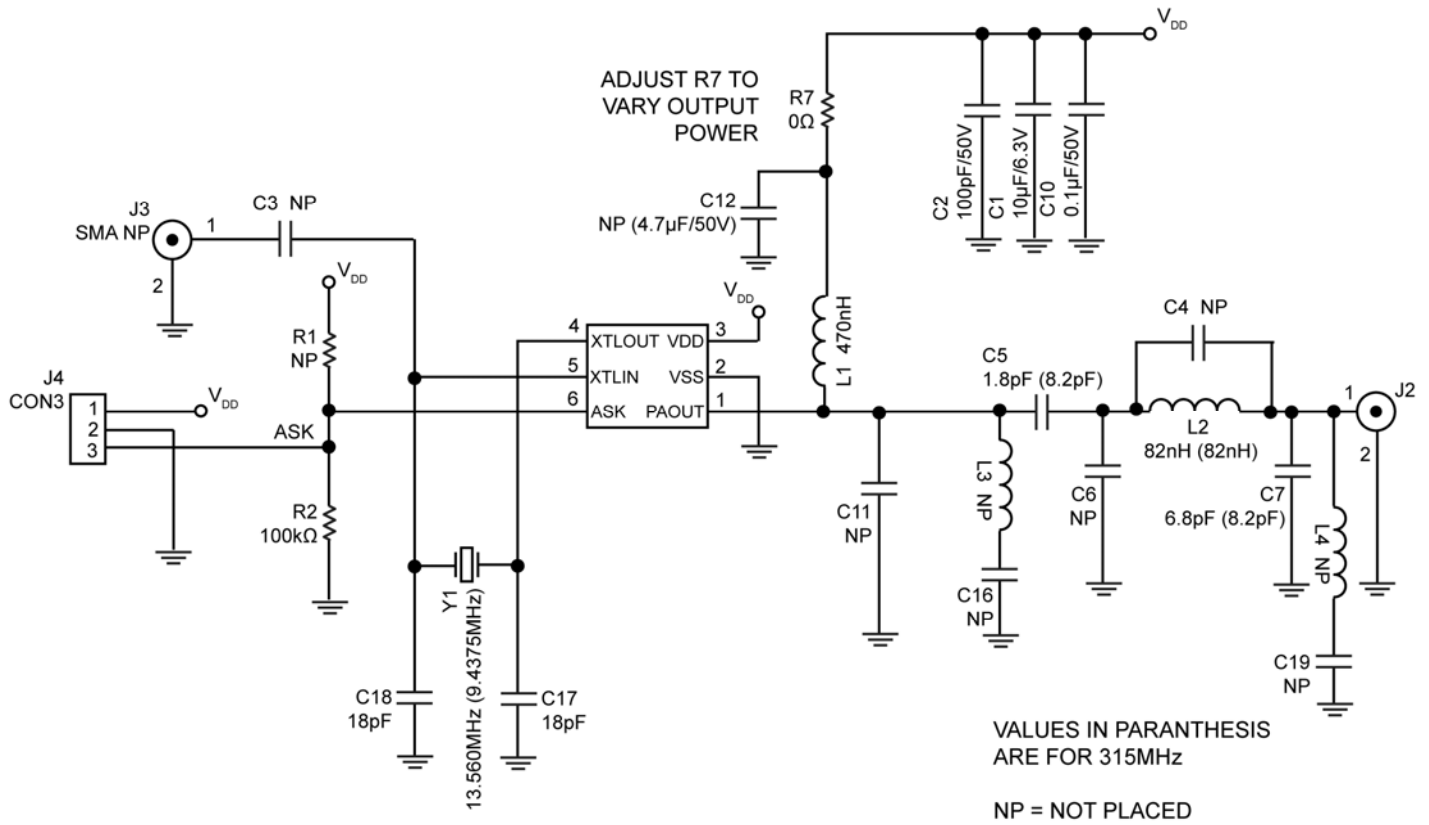 V_DD
ADJUST R7 TO
VARY OUTPUT
POWER
R7
0Ω
C2
100pF/50V
C1
10µF/6.3V
C10
0.1µF/50V
C12
NP (4.7µF/50V)
J3
SMA NP
1
2
C3 NP
V_DD
R1
NP
J4
CON3
1
2
3
V_DD
ASK
R2
100kΩ
4
5
6
XTLOUT VDD
XTLIN VSS
ASK PAOUT
3
2
1
V_DD
L1 470nH
C5
1.8pF (8.2pF)
C4 NP
L2
82nH (82nH)
1
J2
2
C11
NP
L3 NP
C16
NP
C6
NP
C7
6.8pF (8.2pF)
L4 NP
C19
NP
Y1
13.560MHz (9.4375MHz)
C18
18pF
C17
18pF
VALUES IN PARANTHESIS
ARE FOR 315MHz
NP = NOT PLACED